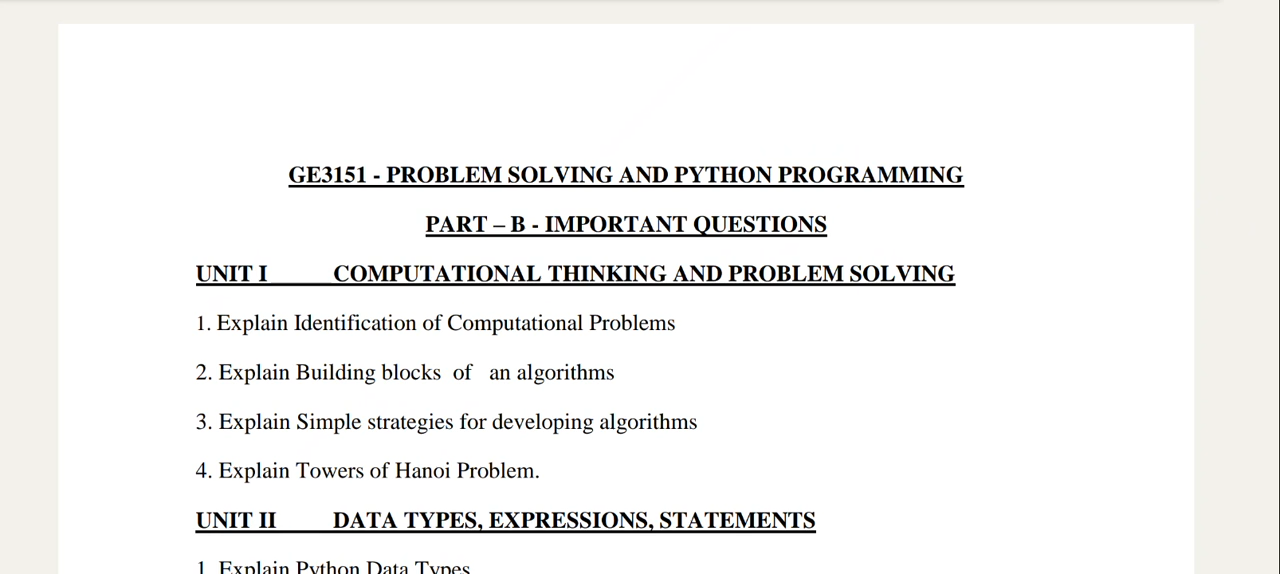 GE3151 - PROBLEM SOLVING AND PYTHON PROGRAMMING
PART – B - IMPORTANT QUESTIONS
UNIT I COMPUTATIONAL THINKING AND PROBLEM SOLVING
1. Explain Identification of Computational Problems
2. Explain Building blocks of an algorithms
3. Explain Simple strategies for developing algorithms
4. Explain Towers of Hanoi Problem.
UNIT II DATA TYPES, EXPRESSIONS, STATEMENTS
1. Explain Python Data Types